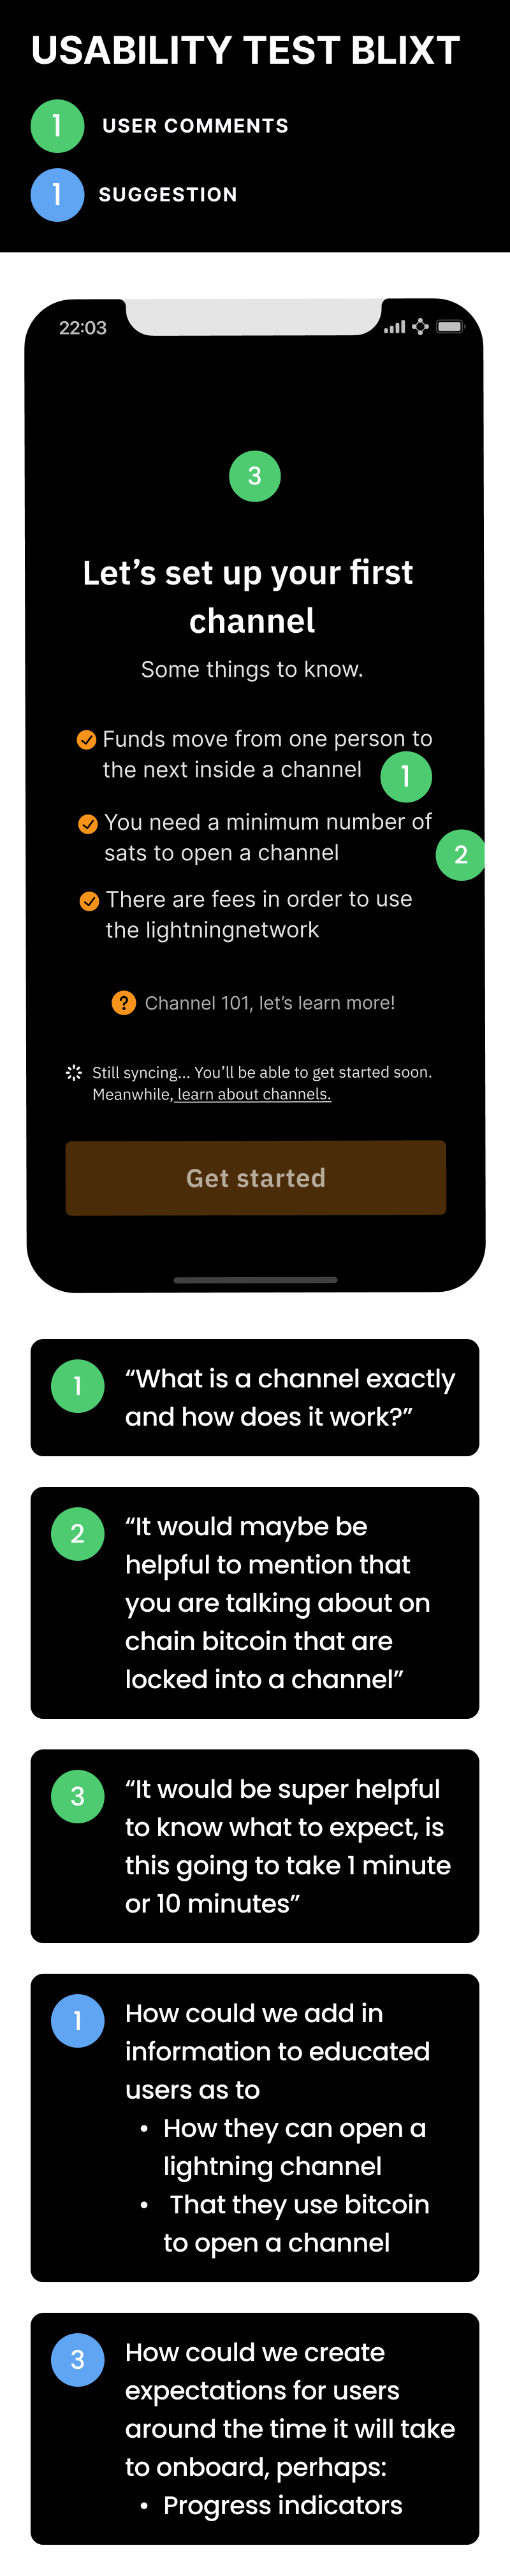 USABILITY TEST BLIXT
1 USER COMMENTS
1 SUGGESTION
22:03
3
Let’s set up your first
channel
Some things to know.
Funds move from one person to
the next inside a channel
1
You need a minimum number of
sats to open a channel
2
There are fees in order to use
the lightningnetwork
? Channel 101, let’s learn more!
Still syncing... You’ll be able to get started soon.
Meanwhile, learn about channels.
Get started
1 “What is a channel exactly
and how does it work?”
2 “It would maybe be
helpful to mention that
you are talking about on
chain bitcoin that are
locked into a channel”
3 “It would be super helpful
to know what to expect, is
this going to take 1 minute
or 10 minutes”
1 How could we add in
information to educated
users as to
• How they can open a
lightning channel
• That they use bitcoin
to open a channel
3 How could we create
expectations for users
around the time it will take
to onboard, perhaps:
• Progress indicators